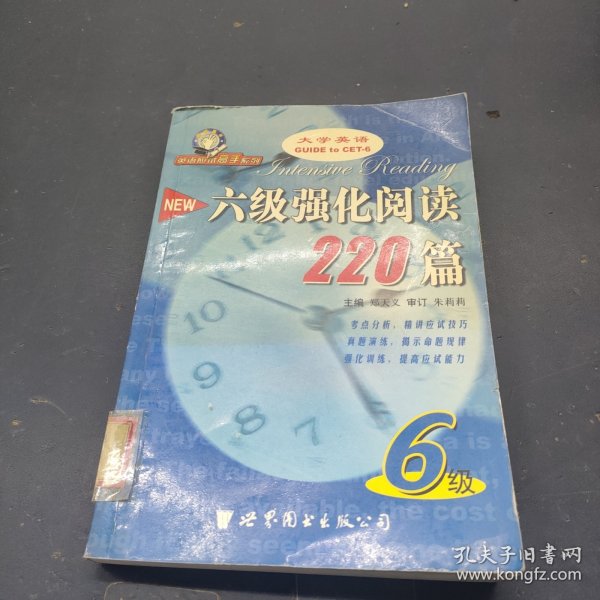 大学英语
GUIDE to CET-6
英语应试高手系列
Intensive Reading
NEW
六级强化阅读
220篇
主编 郑天义 审订 朱莉莉
考点分析，精讲应试技巧
真题演练，揭示命题规律
强化训练，提高应试能力
6级
世界图书出版公司
孔夫子旧书网
www.kongfz.com